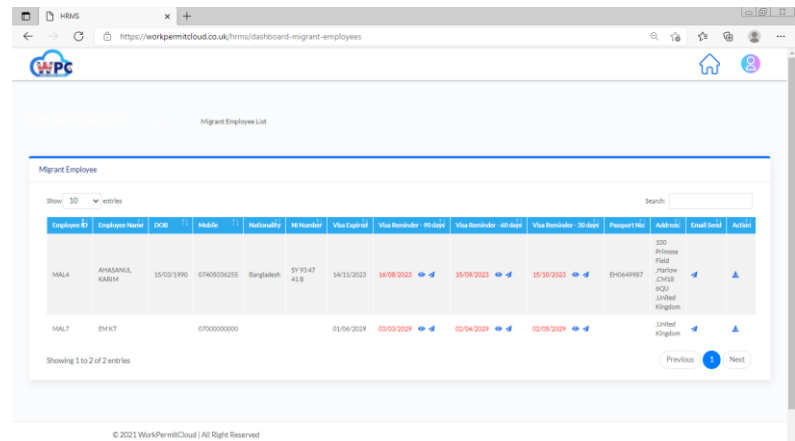 HRMS
https://workpermitcloud.co.uk/hrms/dashboard-migrant-employees
WPC
Migrant Employee List
Migrant Employee
Show 10 entries
Search:
Employee ID Employee Name DOB Mobile Nationality NI Number Visa Expired Visa Reminder - 90 days Visa Reminder - 60 days Visa Reminder - 30 days Passport No Address Email Send Action
MAL4 AHASANUL KARIM 15/03/1990 07405036255 Bangladesh SY 93 47 41 B 14/11/2023 16/08/2023 15/09/2023 15/10/2023 EH0649987 100 Primose Field ,Harlow ,CM18 6QU ,United Kingdom
MAL7 EM KT 07000000000 01/06/2029 03/03/2029 02/04/2029 02/05/2029 ,United Kingdom
Showing 1 to 2 of 2 entries
Previous 1 Next
© 2021 WorkPermitCloud | All Right Reserved